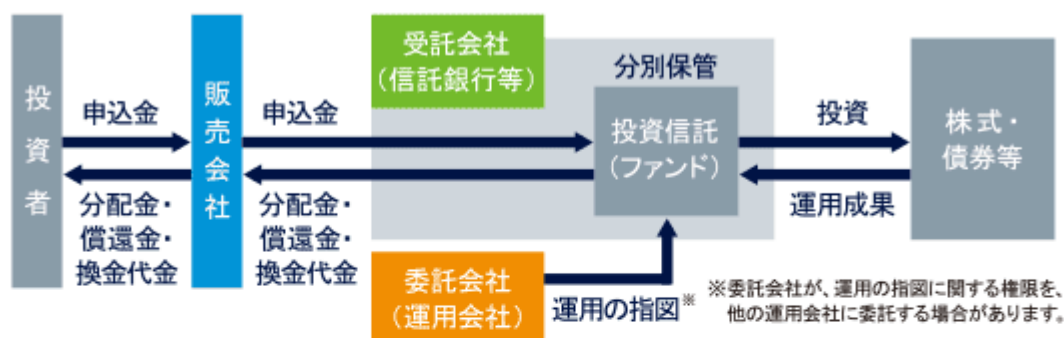 投資者
申込金
分配金・
償還金・
換金代金
販売会社
申込金
分配金・
償還金・
換金代金
受託会社
（信託銀行等）
分別保管
投資信託
（ファンド）
委託会社
（運用会社）
運用の指図※
投資
運用成果
株式・
債券等
※委託会社が、運用の指図に関する権限を、
他の運用会社に委託する場合があります。